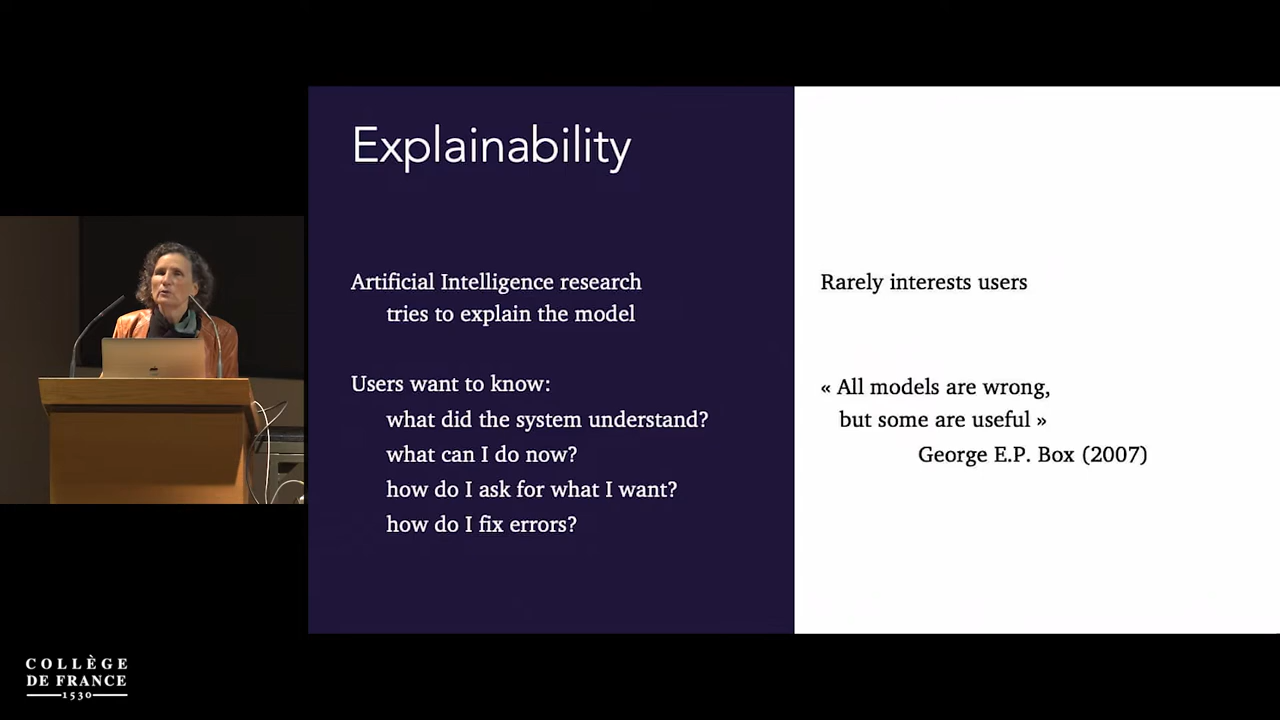 Explainability
Artificial Intelligence research
tries to explain the model
Rarely interests users
Users want to know:
what did the system understand?
what can I do now?
how do I ask for what I want?
how do I fix errors?
« All models are wrong,
but some are useful »
George E.P. Box (2007)
COLLÈGE
DE FRANCE
1530